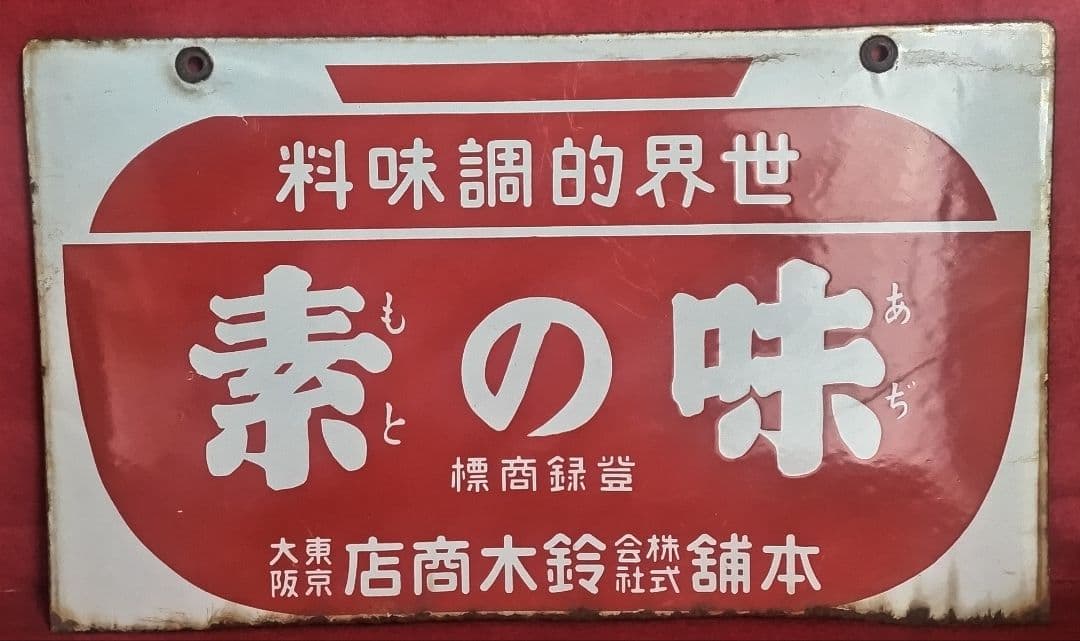 世界的調味料
味の素
あぢ
もと
登録商標
本舗株式会社鈴木商店東京大阪